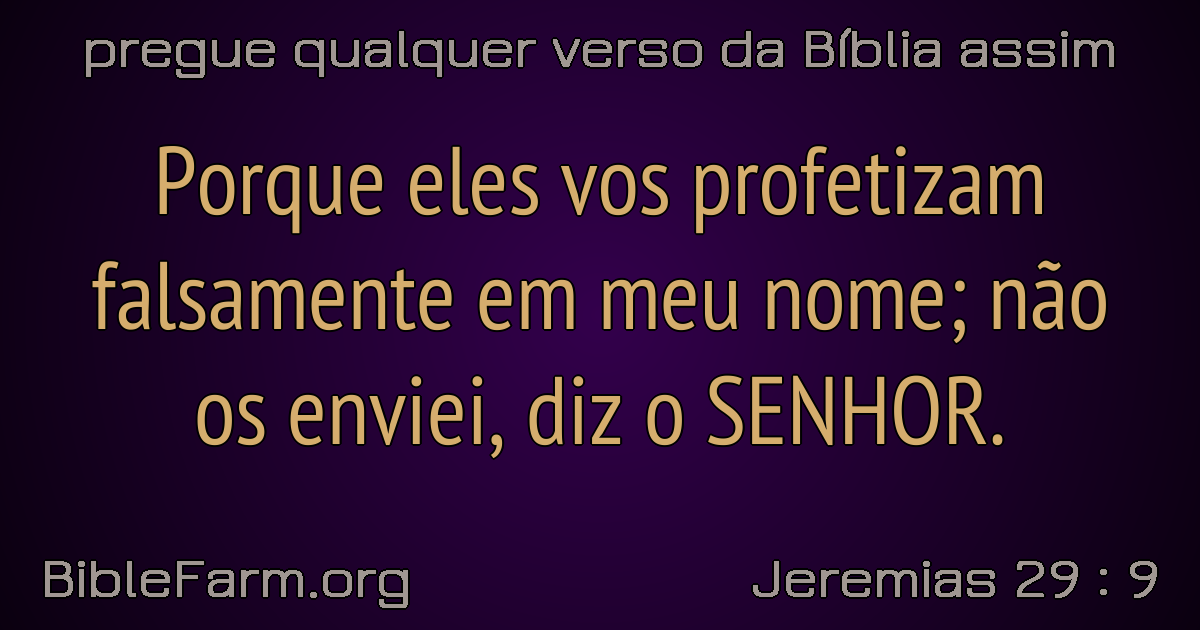 pregue qualquer verso da Bíblia assim
Porque eles vos profetizam
falsamente em meu nome; não
os enviei, diz o SENHOR.
BibleFarm.org
Jeremias 29 : 9